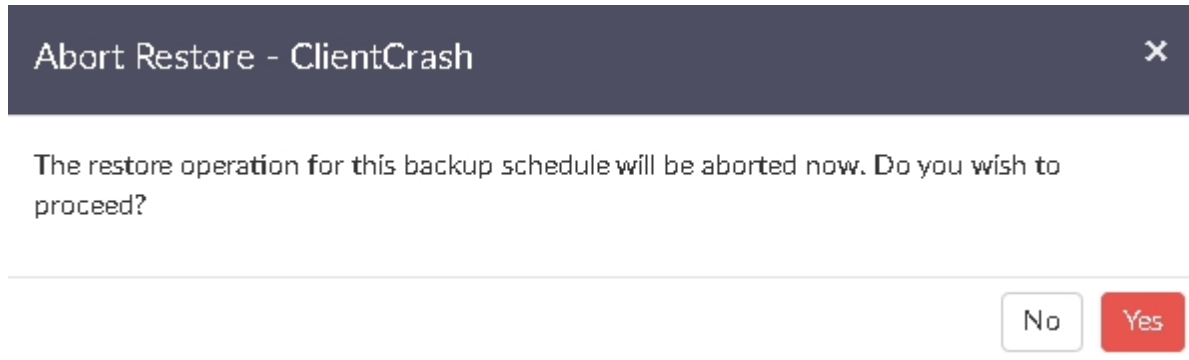 Abort Restore - ClientCrash ×
The restore operation for this backup schedule will be aborted now. Do you wish to
proceed?
No Yes